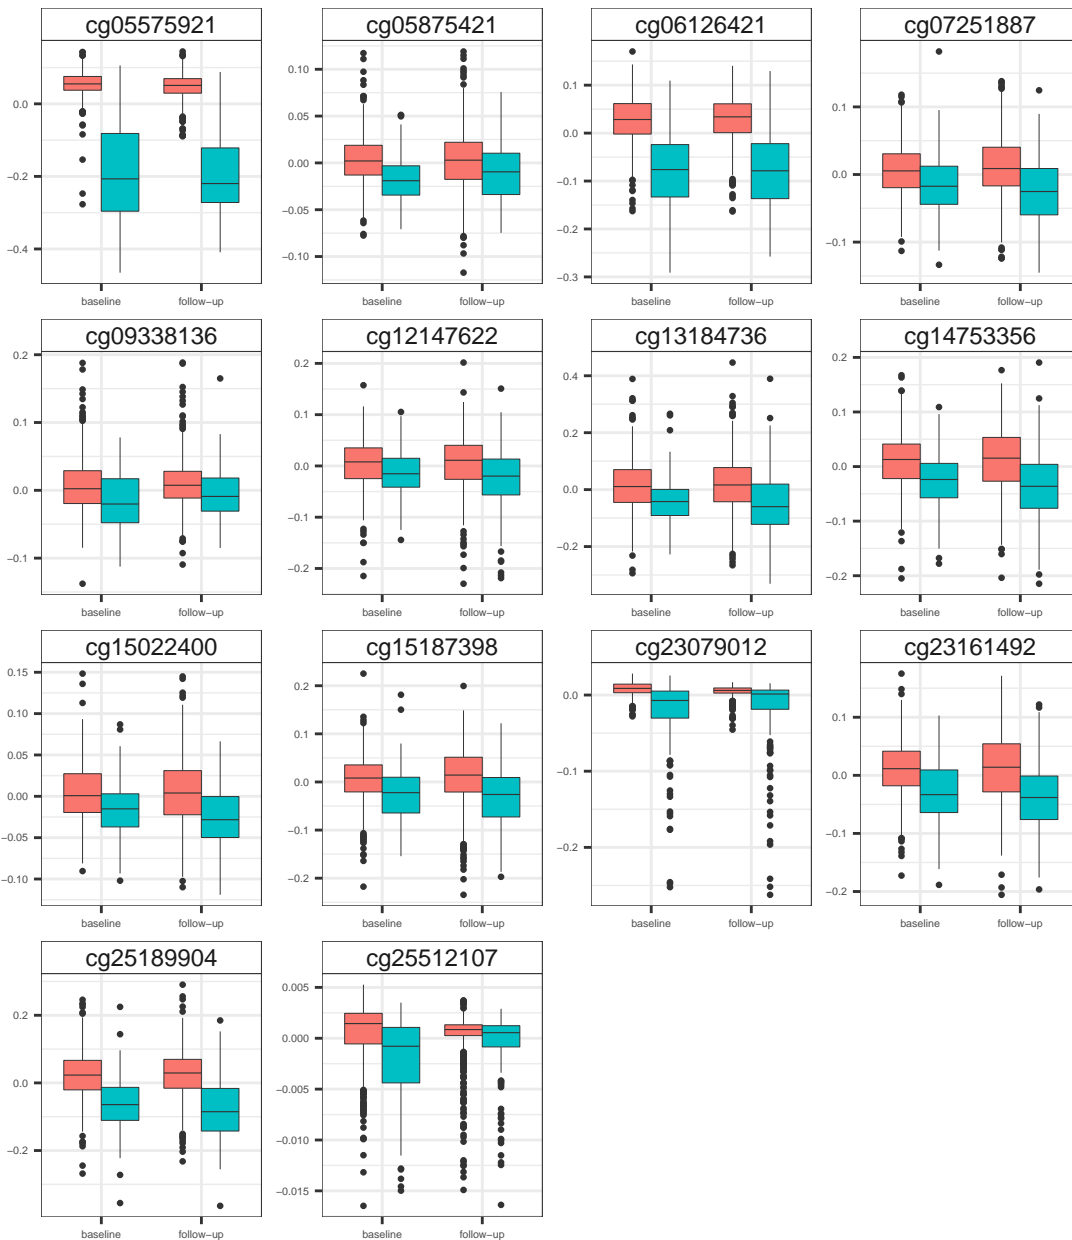 cg05575921 cg05875421 cg06126421 cg07251887
0.0 −0.2 −0.4
0.10 0.05 0.00 −0.05 −0.10
0.1 0.0 −0.1 −0.2 −0.3
0.1 0.0 −0.1
baseline follow−up baseline follow−up baseline follow−up baseline follow−up
cg09338136 cg12147622 cg13184736 cg14753356
0.2 0.1 0.0 −0.1
0.2 0.1 0.0 −0.1 −0.2
0.4 0.2 0.0 −0.2
0.2 0.1 0.0 −0.1 −0.2
baseline follow−up baseline follow−up baseline follow−up baseline follow−up
cg15022400 cg15187398 cg23079012 cg23161492
0.15 0.10 0.05 0.00 −0.05 −0.10
0.2 0.1 0.0 −0.1 −0.2
0.0 −0.1 −0.2
0.1 0.0 −0.1 −0.2
baseline follow−up baseline follow−up baseline follow−up baseline follow−up
cg25189904 cg25512107
0.2 0.0 −0.2
0.005 0.000 −0.005 −0.010 −0.015
baseline follow−up baseline follow−up